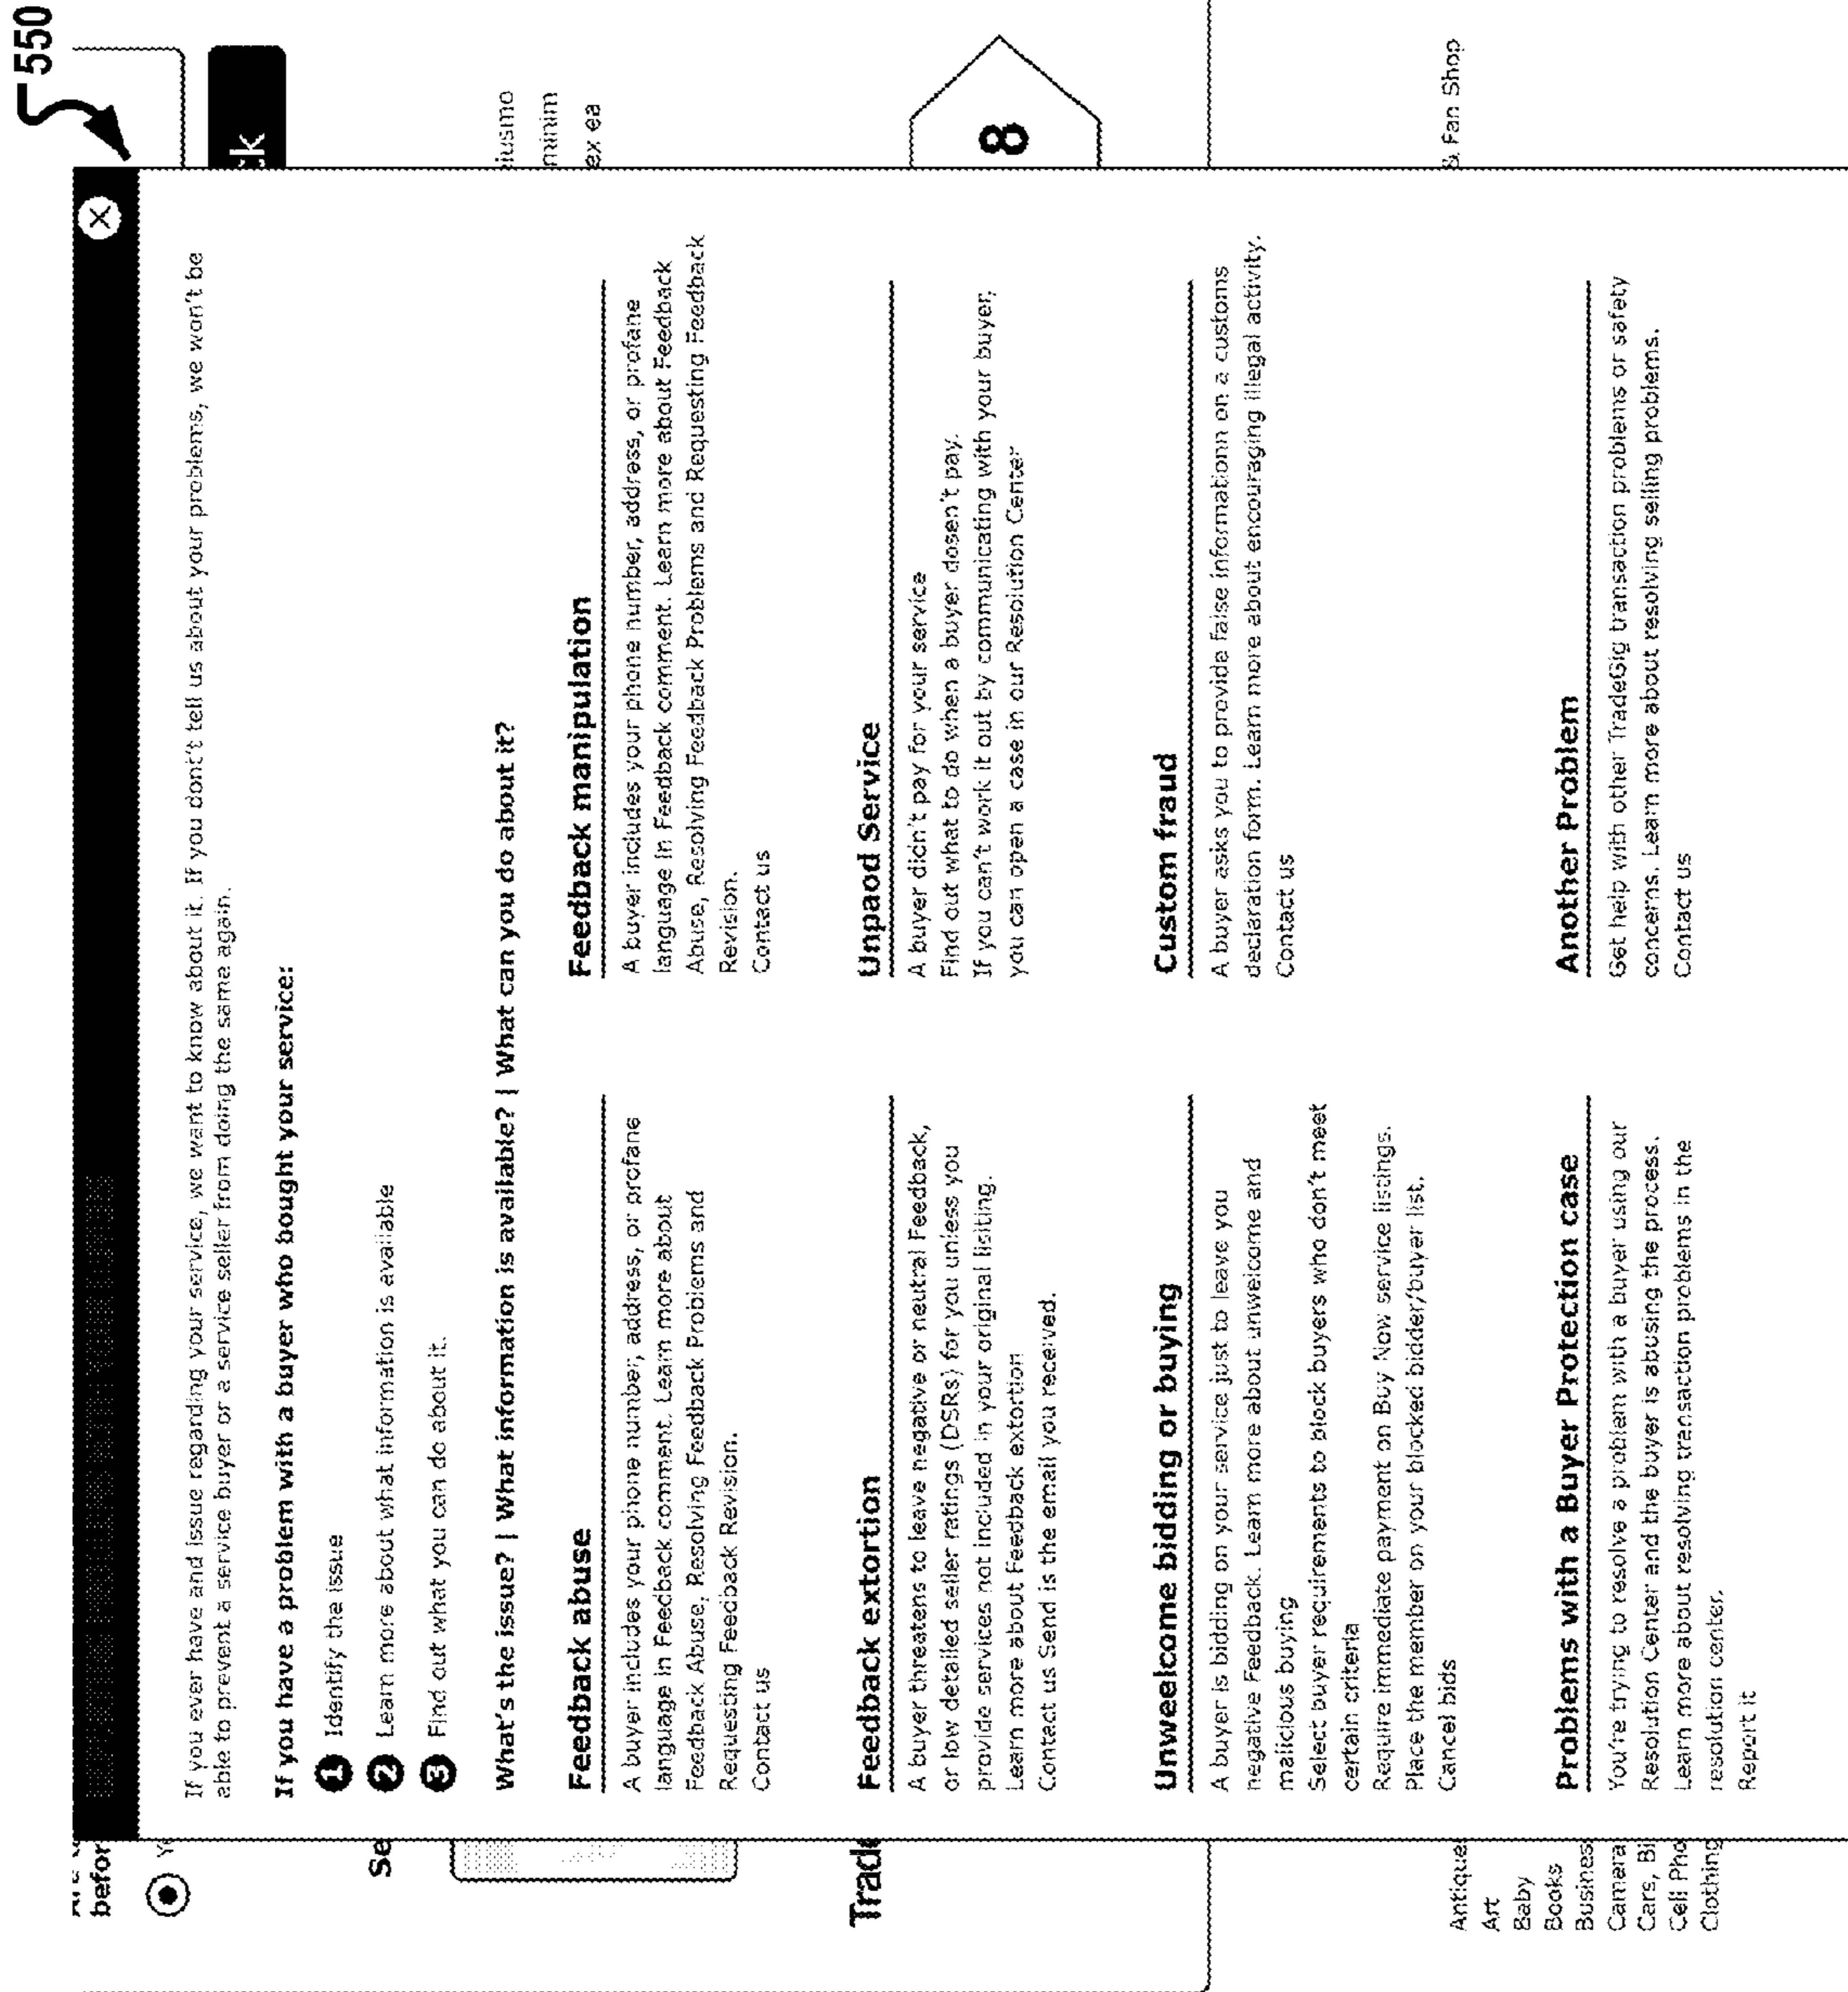 550
befor
Se
Trade
Antique
Art
Baby
Books
Busines
Camera
Cars, Bi
Cell Pho
Clothing
If you ever have and issue regarding your service, we want to know about it. If you don't tell us about your problems, we won't be
able to prevent a service buyer or a service seller from doing the same again.
If you have a problem with a buyer who bought your service:
1 Identify the issue
2 Learn more about what information is available
3 Find out what you can do about it.
What's the issue? | What information is available? | What can you do about it?
Feedback abuse
A buyer includes your phone number, address, or profane
language in Feedback comment. Learn more about
Feedback Abuse, Resolving Feedback Problems and
Requesting Feedback Revision.
Contact us
Feedback manipulation
A buyer includes your phone number, address, or profane
language in Feedback comment. Learn more about Feedback
Abuse, Resolving Feedback Problems and Requesting Feedback
Revision.
Contact us
Feedback extortion
A buyer threatens to leave negative or neutral Feedback,
or low detailed seller ratings (DSRs) for you unless you
provide services not included in your original listing.
Learn more about Feedback extortion
Contact us Send is the email you received.
Unpaod Service
A buyer didn't pay for your service
Find out what to do when a buyer dosen't pay.
If you can't work it out by communicating with your buyer,
you can open a case in our Resolution Center
Unweelcome bidding or buying
A buyer is bidding on your service just to leave you
negative Feedback. Learn more about unwelcome and
malicious buying
Select buyer requirements to block buyers who don't meet
certain criteria
Require immediate payment on Buy Now service listings.
Place the member on your blocked bidder/buyer list.
Cancel bids
Custom fraud
A buyer asks you to provide false informationn on a customs
declaration form. Learn more about encouraging illegal activity.
Contact us
Problems with a Buyer Protection case
You're trying to resolve a problem with a buyer using our
Resolution Center and the buyer is abusing the process.
Learn more about resolving transaction problems in the
resolution center.
Report it
Another Problem
Get help with other TradeGig transaction problems or safety
concerns. Learn more about resolving selling problems.
Contact us
ck
iusmo
minim
ex ea
8
& Fan Shop